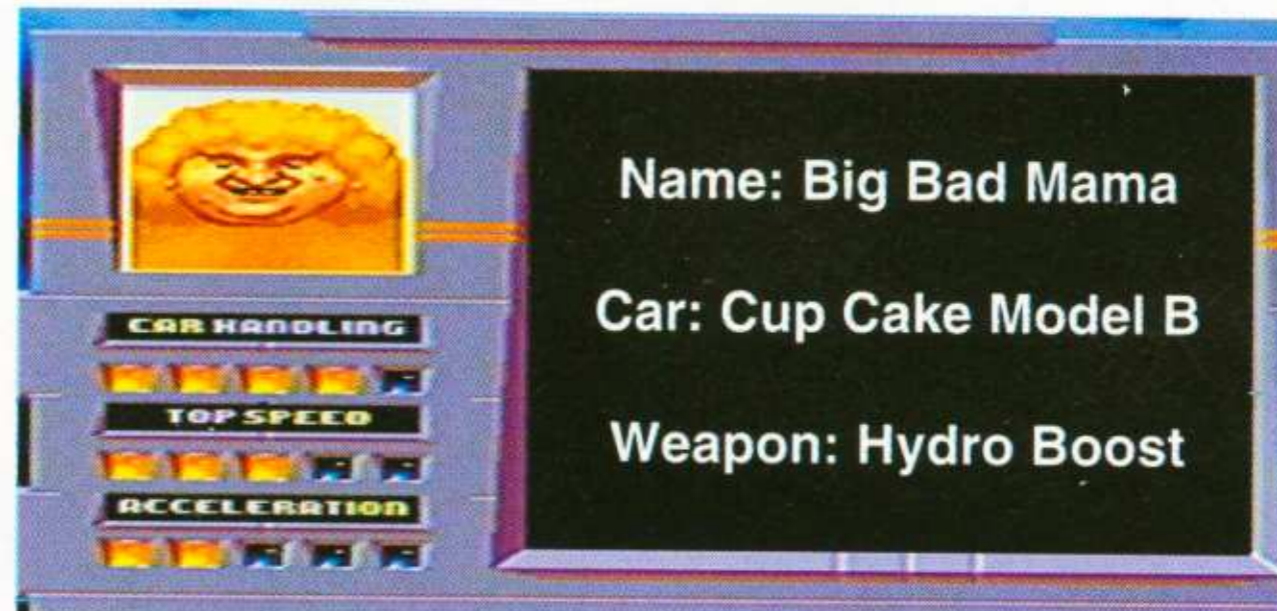 Name: Big Bad Mama
Car: Cup Cake Model B
Weapon: Hydro Boost
CAR HANDLING
TOP SPEED
ACCELERATION